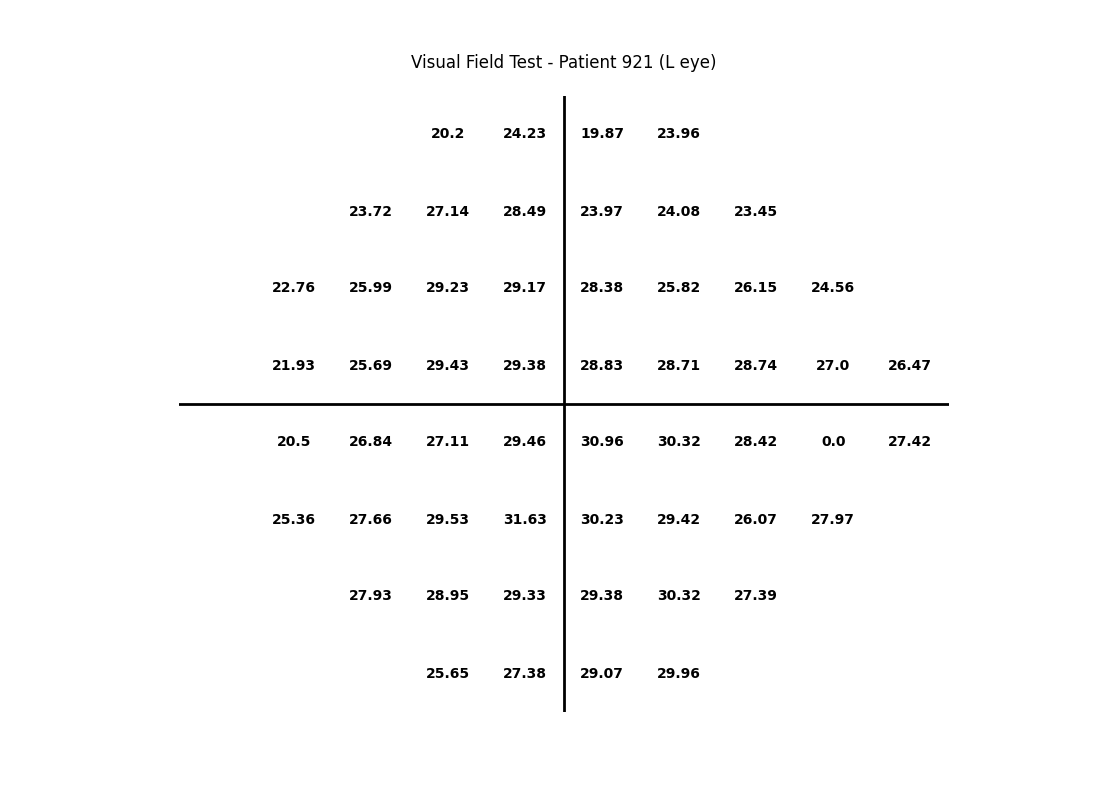 Visual Field Test - Patient 921 (L eye)
20.2 24.23 19.87 23.96
23.72 27.14 28.49 23.97 24.08 23.45
22.76 25.99 29.23 29.17 28.38 25.82 26.15 24.56
21.93 25.69 29.43 29.38 28.83 28.71 28.74 27.0 26.47
20.5 26.84 27.11 29.46 30.96 30.32 28.42 0.0 27.42
25.36 27.66 29.53 31.63 30.23 29.42 26.07 27.97
27.93 28.95 29.33 29.38 30.32 27.39
25.65 27.38 29.07 29.96